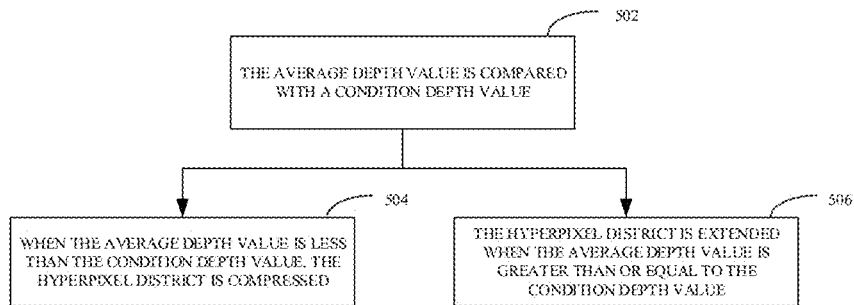 502
THE AVERAGE DEPTH VALUE IS COMPARED
WITH A CONDITION DEPTH VALUE
504
WHEN THE AVERAGE DEPTH VALUE IS LESS
THAN THE CONDITION DEPTH VALUE, THE
HYPERPIXEL DISTRICT IS COMPRESSED
506
THE HYPERPIXEL DISTRICT IS EXTENDED
WHEN THE AVERAGE DEPTH VALUE IS
GREATER THAN OR EQUAL TO THE
CONDITION DEPTH VALUE